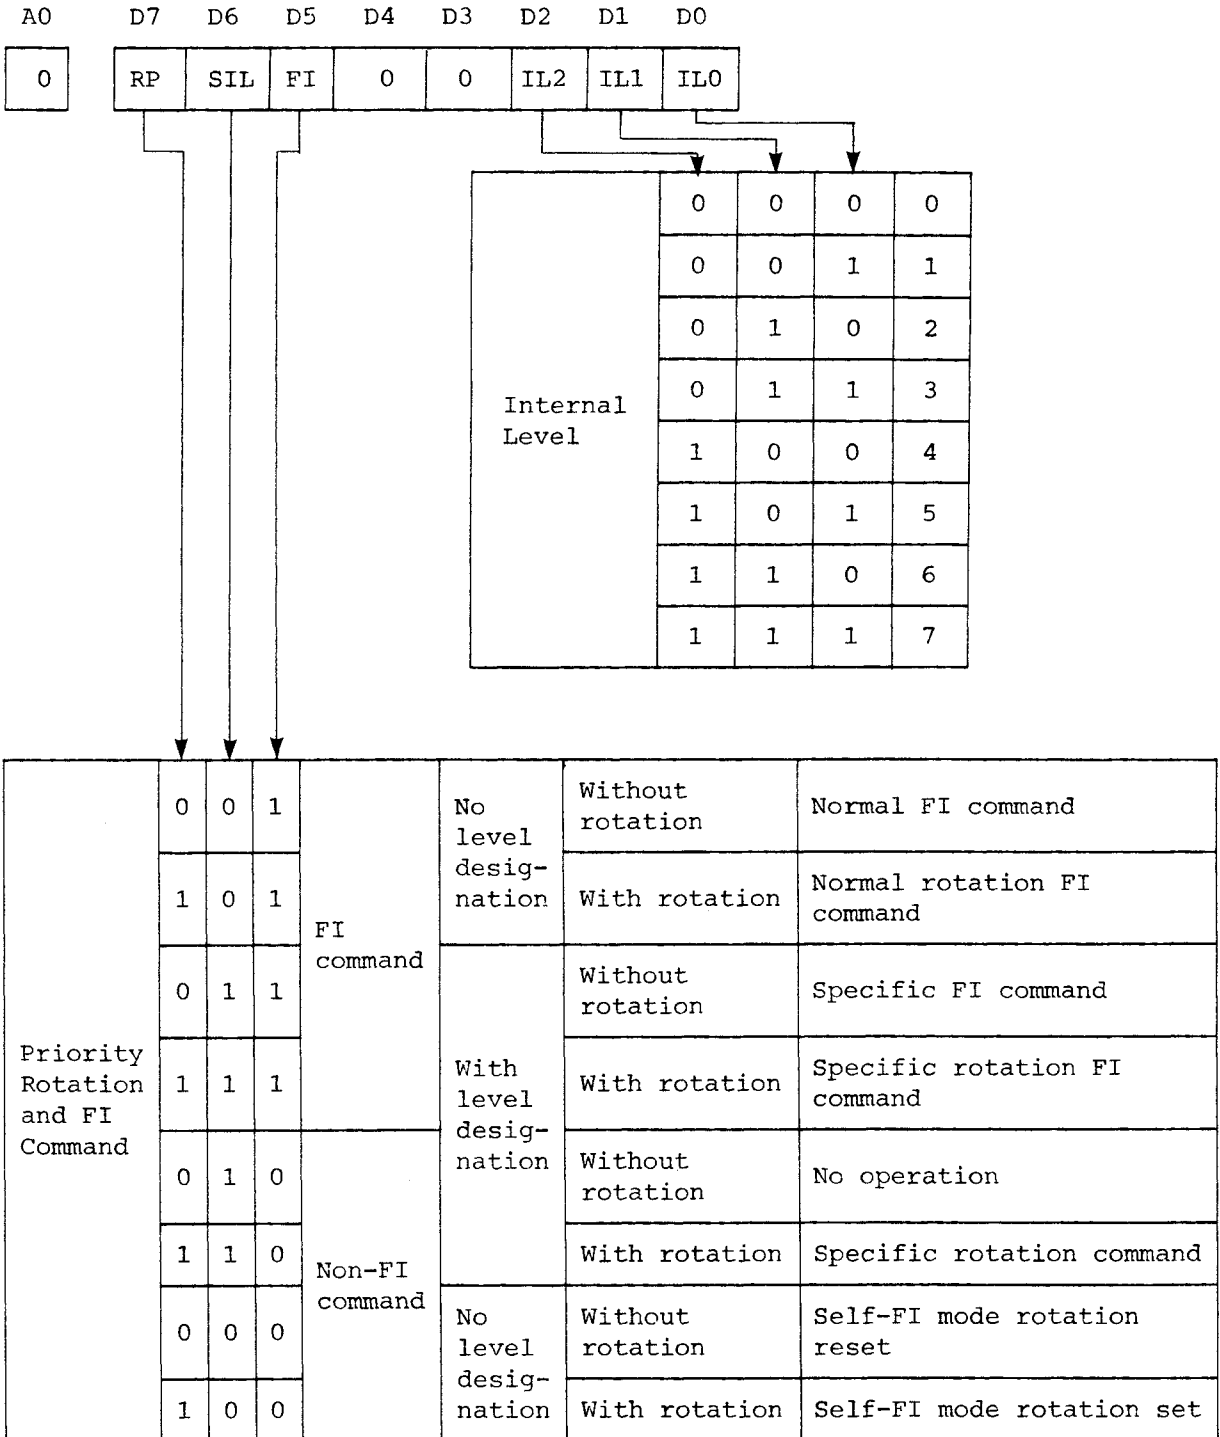 A0 D7 D6 D5 D4 D3 D2 D1 D0
0 RP SIL FI 0 0 IL2 IL1 IL0
Internal
Level
0 0 0 0
0 0 1 1
0 1 0 2
0 1 1 3
1 0 0 4
1 0 1 5
1 1 0 6
1 1 1 7
Priority
Rotation
and FI
Command
0 0 1
1 0 1
0 1 1
1 1 1
0 1 0
1 1 0
0 0 0
1 0 0
FI
command
Non-FI
command
No
level
desig-
nation
With
level
desig-
nation
No
level
desig-
nation
Without
rotation
Normal FI command
With rotation
Normal rotation FI
command
Without
rotation
Specific FI command
With rotation
Specific rotation FI
command
Without
rotation
No operation
With rotation
Specific rotation command
Without
rotation
Self-FI mode rotation
reset
With rotation
Self-FI mode rotation set